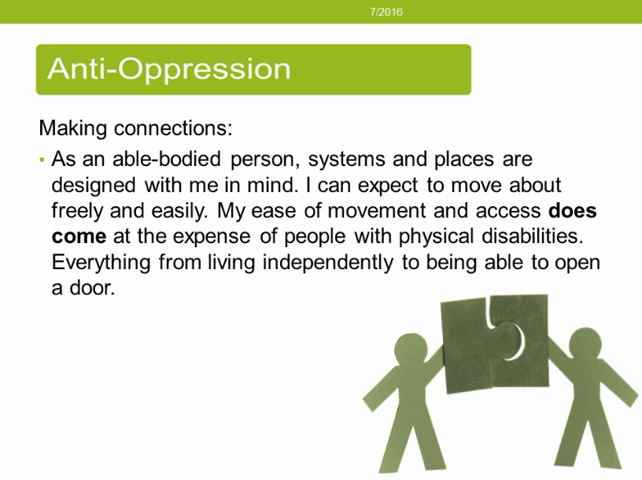 7/2016
Anti-Oppression
Making connections:
• As an able-bodied person, systems and places are
designed with me in mind. I can expect to move about
freely and easily. My ease of movement and access does
come at the expense of people with physical disabilities.
Everything from living independently to being able to open
a door.